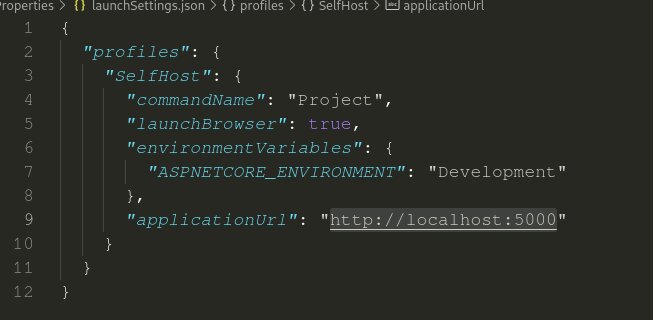 Properties > {} launchSettings.json > {} profiles > {} SelfHost > abc applicationUrl
1 {
2 "profiles": {
3 "SelfHost": {
4 "commandName": "Project",
5 "launchBrowser": true,
6 "environmentVariables": {
7 "ASPNETCORE_ENVIRONMENT": "Development"
8 },
9 "applicationUrl": "http://localhost:5000"
10 }
11 }
12 }